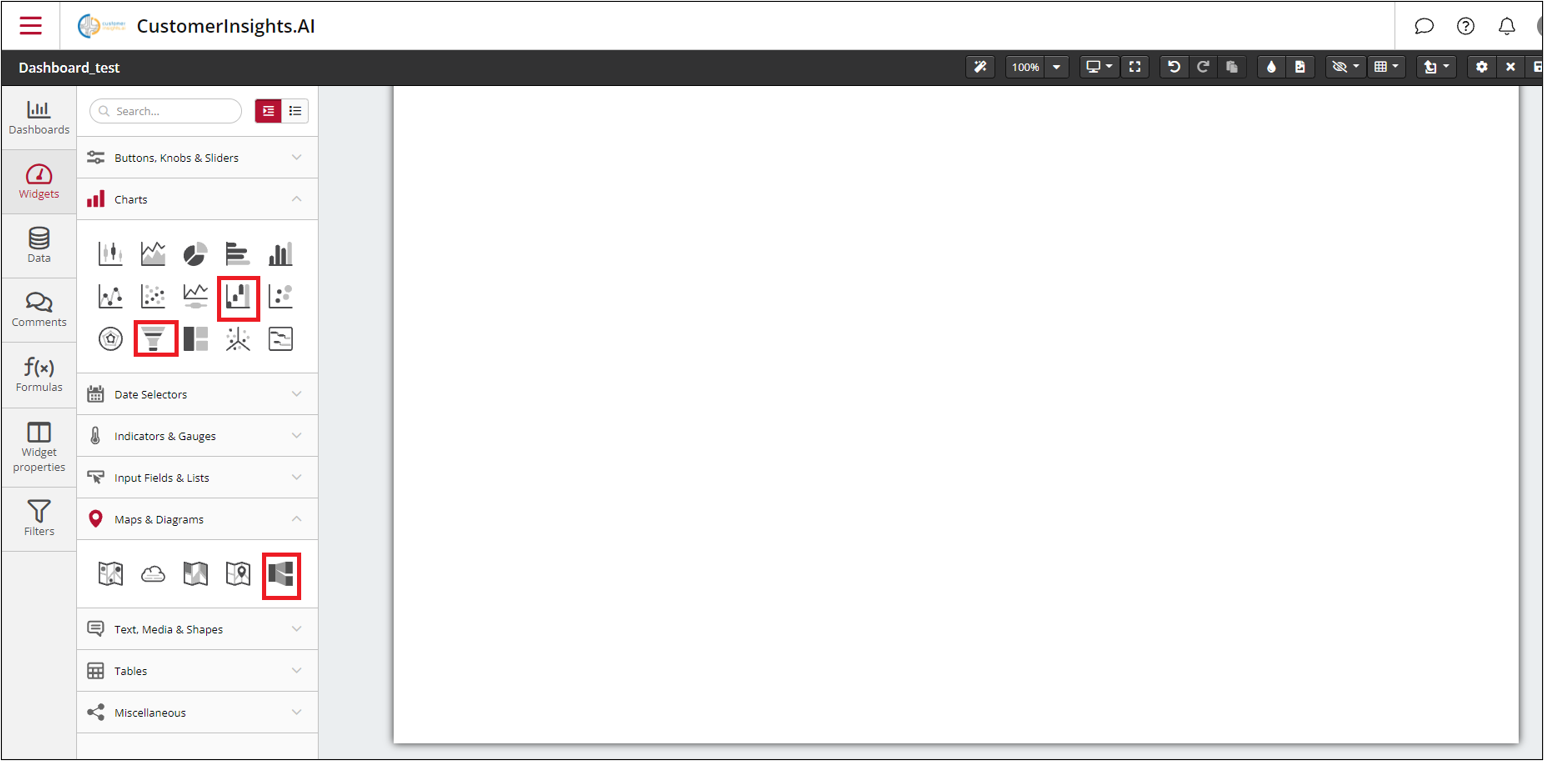 CustomerInsights.AI
Dashboard_test
100%
Dashboards
Search...
Buttons, Knobs & Sliders
Widgets
Charts
Data
Comments
Formulas
Date Selectors
Indicators & Gauges
Widget
properties
Input Fields & Lists
Filters
Maps & Diagrams
Text, Media & Shapes
Tables
Miscellaneous